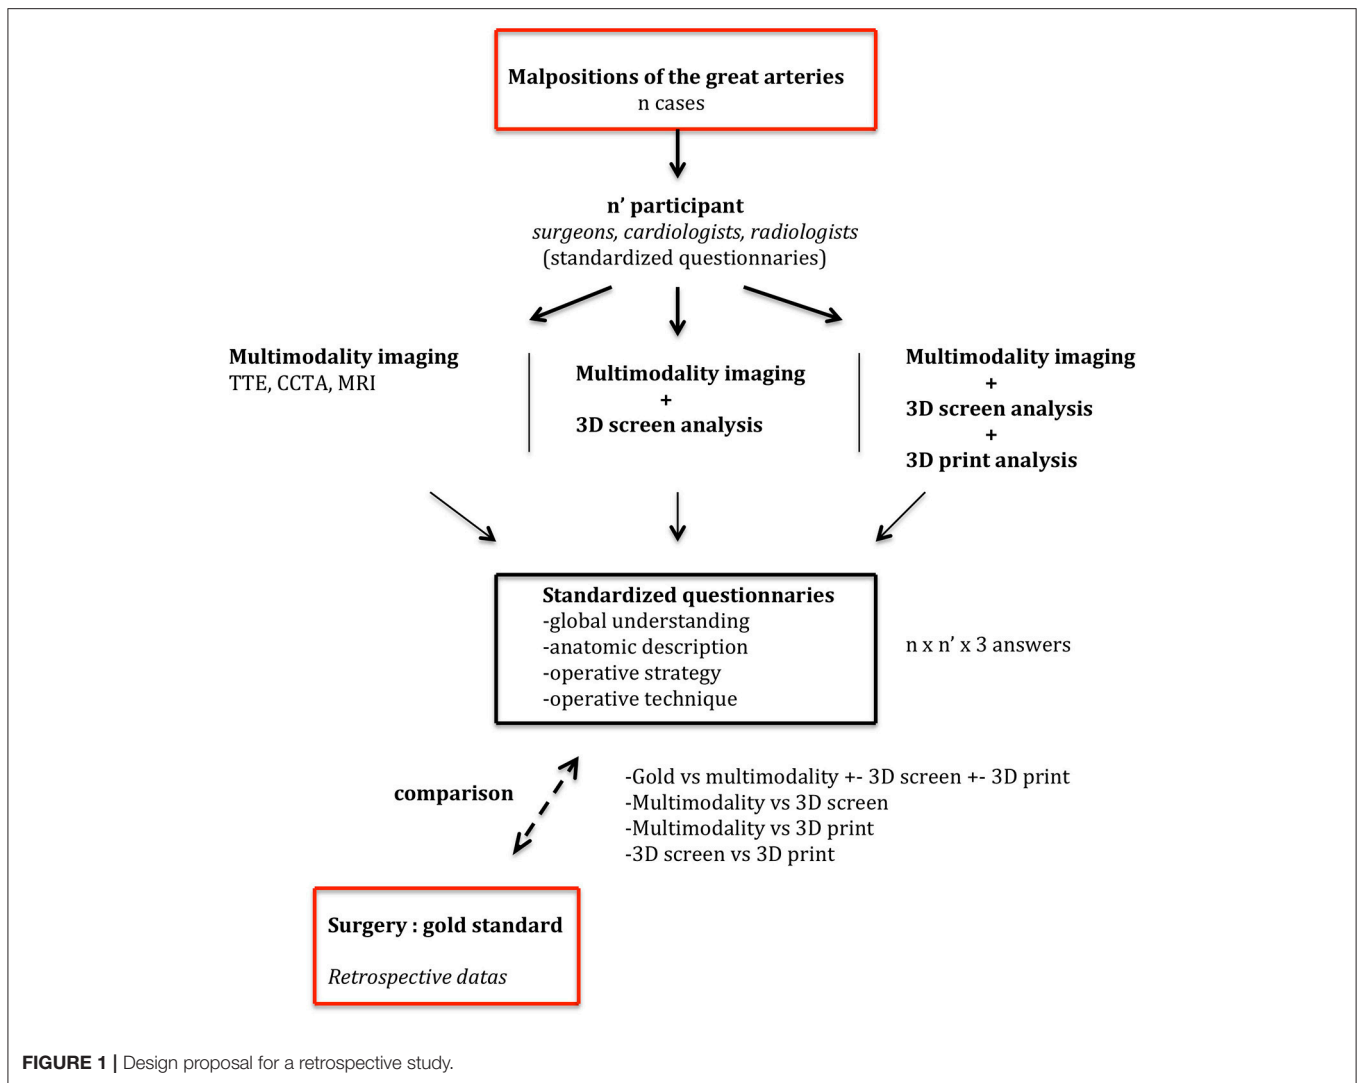 Malpositions of the great arteries
n cases
n’ participant
surgeons, cardiologists, radiologists
(standardized questionnaries)
Multimodality imaging
TTE, CCTA, MRI
Multimodality imaging
+
3D screen analysis
Multimodality imaging
+
3D screen analysis
+
3D print analysis
Standardized questionnaries
-global understanding
-anatomic description
-operative strategy
-operative technique
n x n’ x 3 answers
comparison
-Gold vs multimodality +- 3D screen +- 3D print
-Multimodality vs 3D screen
-Multimodality vs 3D print
-3D screen vs 3D print
Surgery : gold standard
Retrospective datas
FIGURE 1 | Design proposal for a retrospective study.